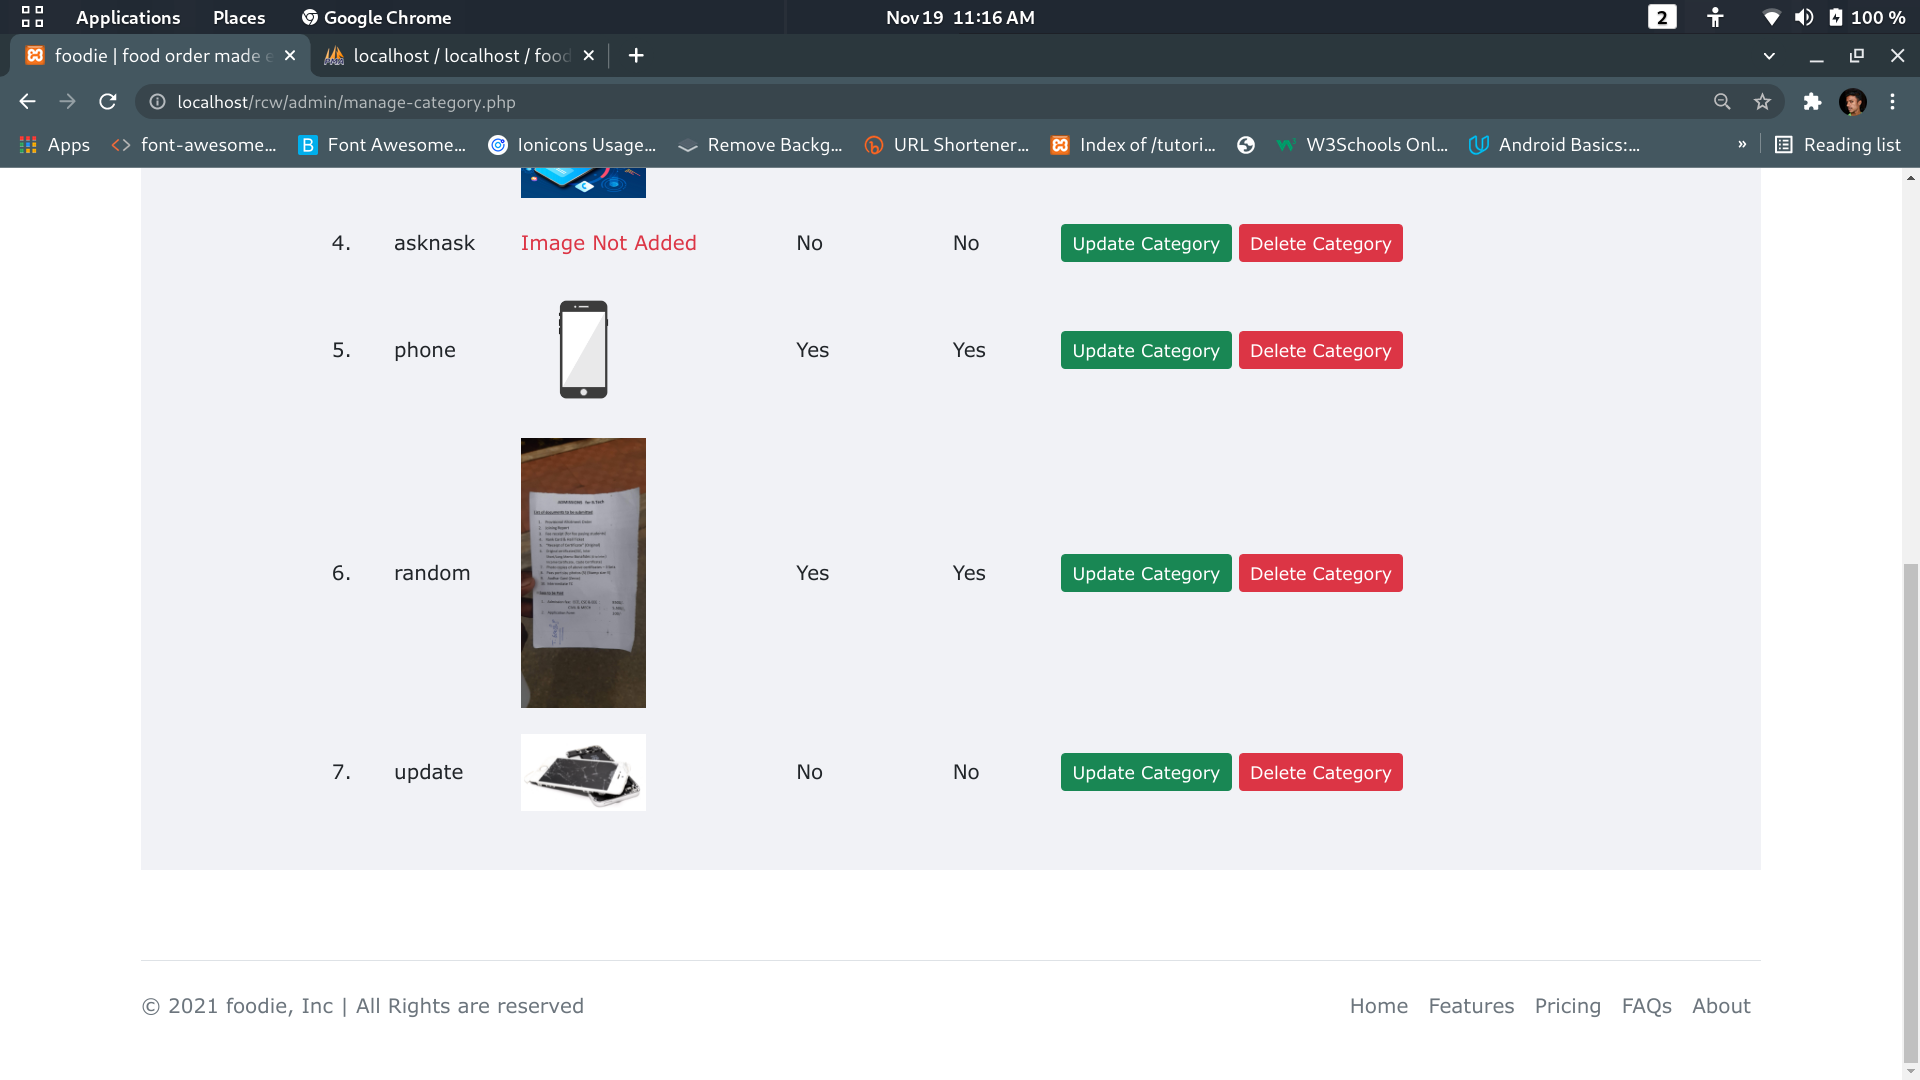 Applications Places Google Chrome Nov 19 11:16 AM 2 100 %
foodie | food order made e localhost / localhost / food
localhost/rcw/admin/manage-category.php
Apps font-awesome... Font Awesome... Ionicons Usage... Remove Backg... URL Shortener... Index of /tutori... W3Schools Onl... Android Basics:... » Reading list
4. asknask Image Not Added No No Update Category Delete Category
5. phone Yes Yes Update Category Delete Category
6. random Yes Yes Update Category Delete Category
7. update No No Update Category Delete Category
© 2021 foodie, Inc | All Rights are reserved Home Features Pricing FAQs About